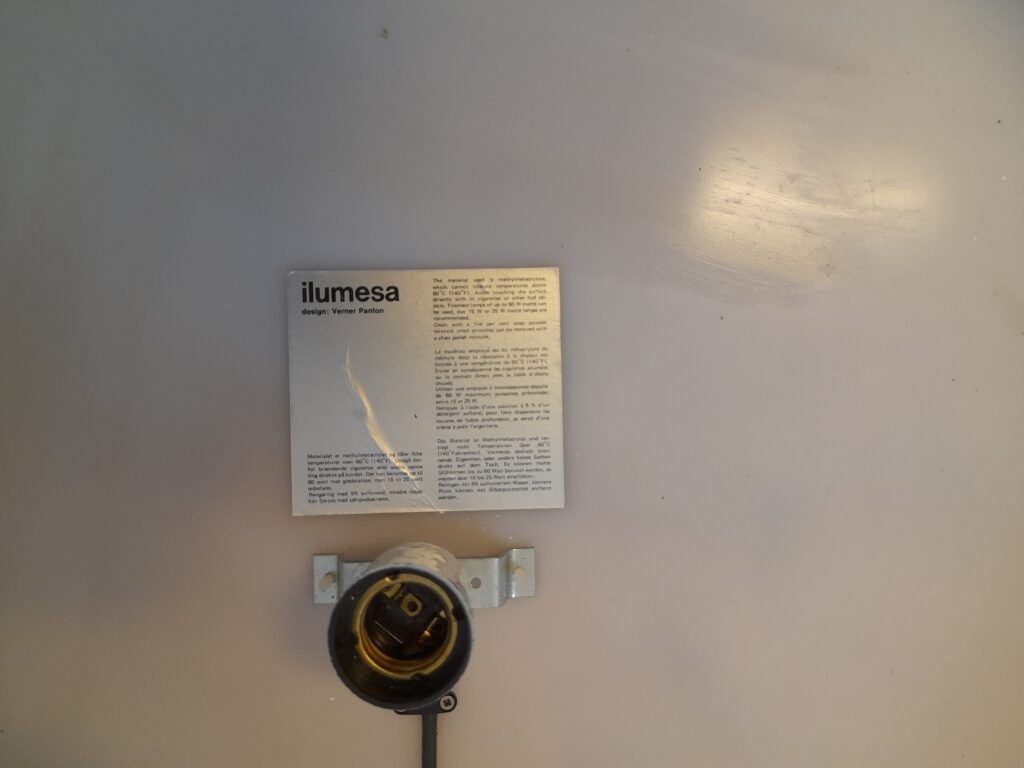 ilumesa
design: Verner Panton
The material used is methylmetacrylate,
which cannot tolerate temperatures above
60°C (140°F). Avoid touching the surface
directly with lit cigarettes or other hot ob-
jects. Filament lamps of up to 60 W matte can
be used, but 15 W or 25 W matte lamps are
recommended.
Clean with a five per cent soap powder
mixture, small scratches can be removed with
a silver polish mixture.
Le matériau employé est du métacrylate de
méthyle dont la résistance à la chaleur est
limitée à une température de 60°C (140°F).
Eviter en conséquence les cigarettes allumées
ou le contact direct avec la table d'objets
chauds.
Utiliser une ampoule à incandescence dépolie
de 60 W maximum; puissance préconisée:
entre 15 et 25 W.
Nettoyer à l'aide d'une solution à 5 % d'un
détergent sulfoné; pour faire disparaître les
rayures de faible profondeur, se servir d'une
crème à polir l'argenterie.
Das Material ist Methylmetacrylat und ver-
trägt nicht Temperaturen über 60°C
(140°Fahrenheit). Vermeide deshalb bren-
nende Zigaretten oder andere heisse Sachen
direkt auf dem Tisch. Es können matte
Glühbirnen bis zu 60 Watt benutzt werden, es
werden aber 15 bis 25 Watt empfohlen.
Reinigen mit 5% sulfoniertem Wasser, kleinere
Ritze können mit Silberputzmittel entfernt
werden.
Materialet er methylmetacrylat og tåler ikke
temperaturer over 60°C (140°F). Undgå der-
for brændende cigaretter eller andre varme
ting direkte på bordet. Der kan benyttes op til
60 watt mat glødelampe, men 15 til 25 watt
anbefales.
Rengøring med 5% sulfovand, mindre ridser
kan fjernes med sølvpudsecreme.